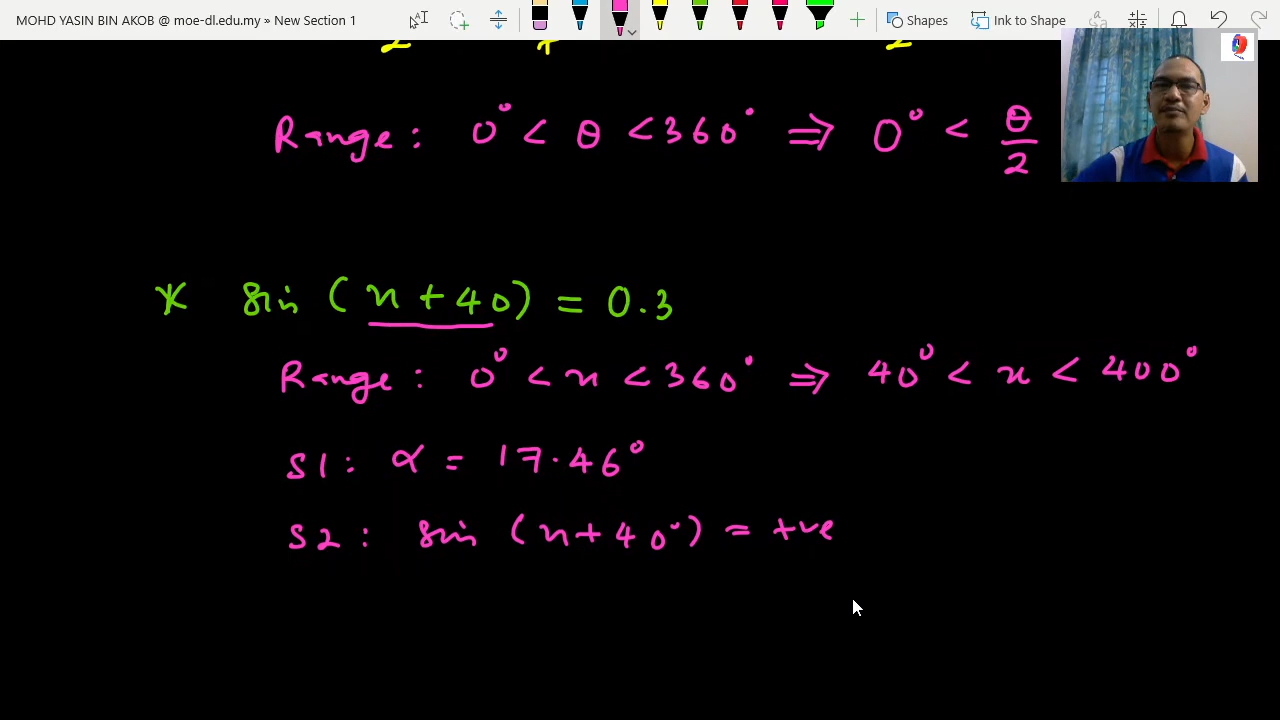 MOHD YASIN BIN AKOB @ moe-dl.edu.my » New Section 1
Shapes
Ink to Shape
Range: 0° < θ < 360° ⇒ 0° < θ/2
* sin (x + 40) = 0.3
Range: 0° < x < 360° ⇒ 40° < x < 400°
S1: α = 17.46°
S2: sin (x + 40°) = +ve